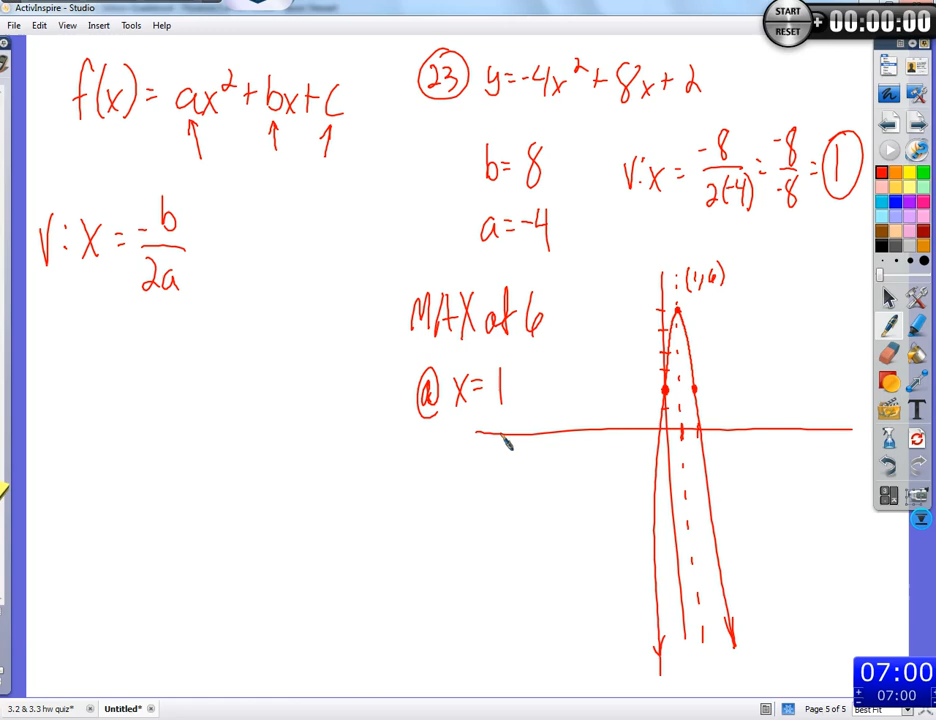 ActivInspire - Studio
File Edit View Insert Tools Help
START
RESET
00:00:00
f(x) = ax² + bx + c
V: x = -b/2a
23 y = -4x² + 8x + 2
b = 8
a = -4
V: x = -8/2(-4) = -8/-8 = 1
MAX of 6
@ x = 1
(1,6)
07:00
07:00
3.2 & 3.3 hw quiz* Untitled*
Page 5 of 5 Best Fit